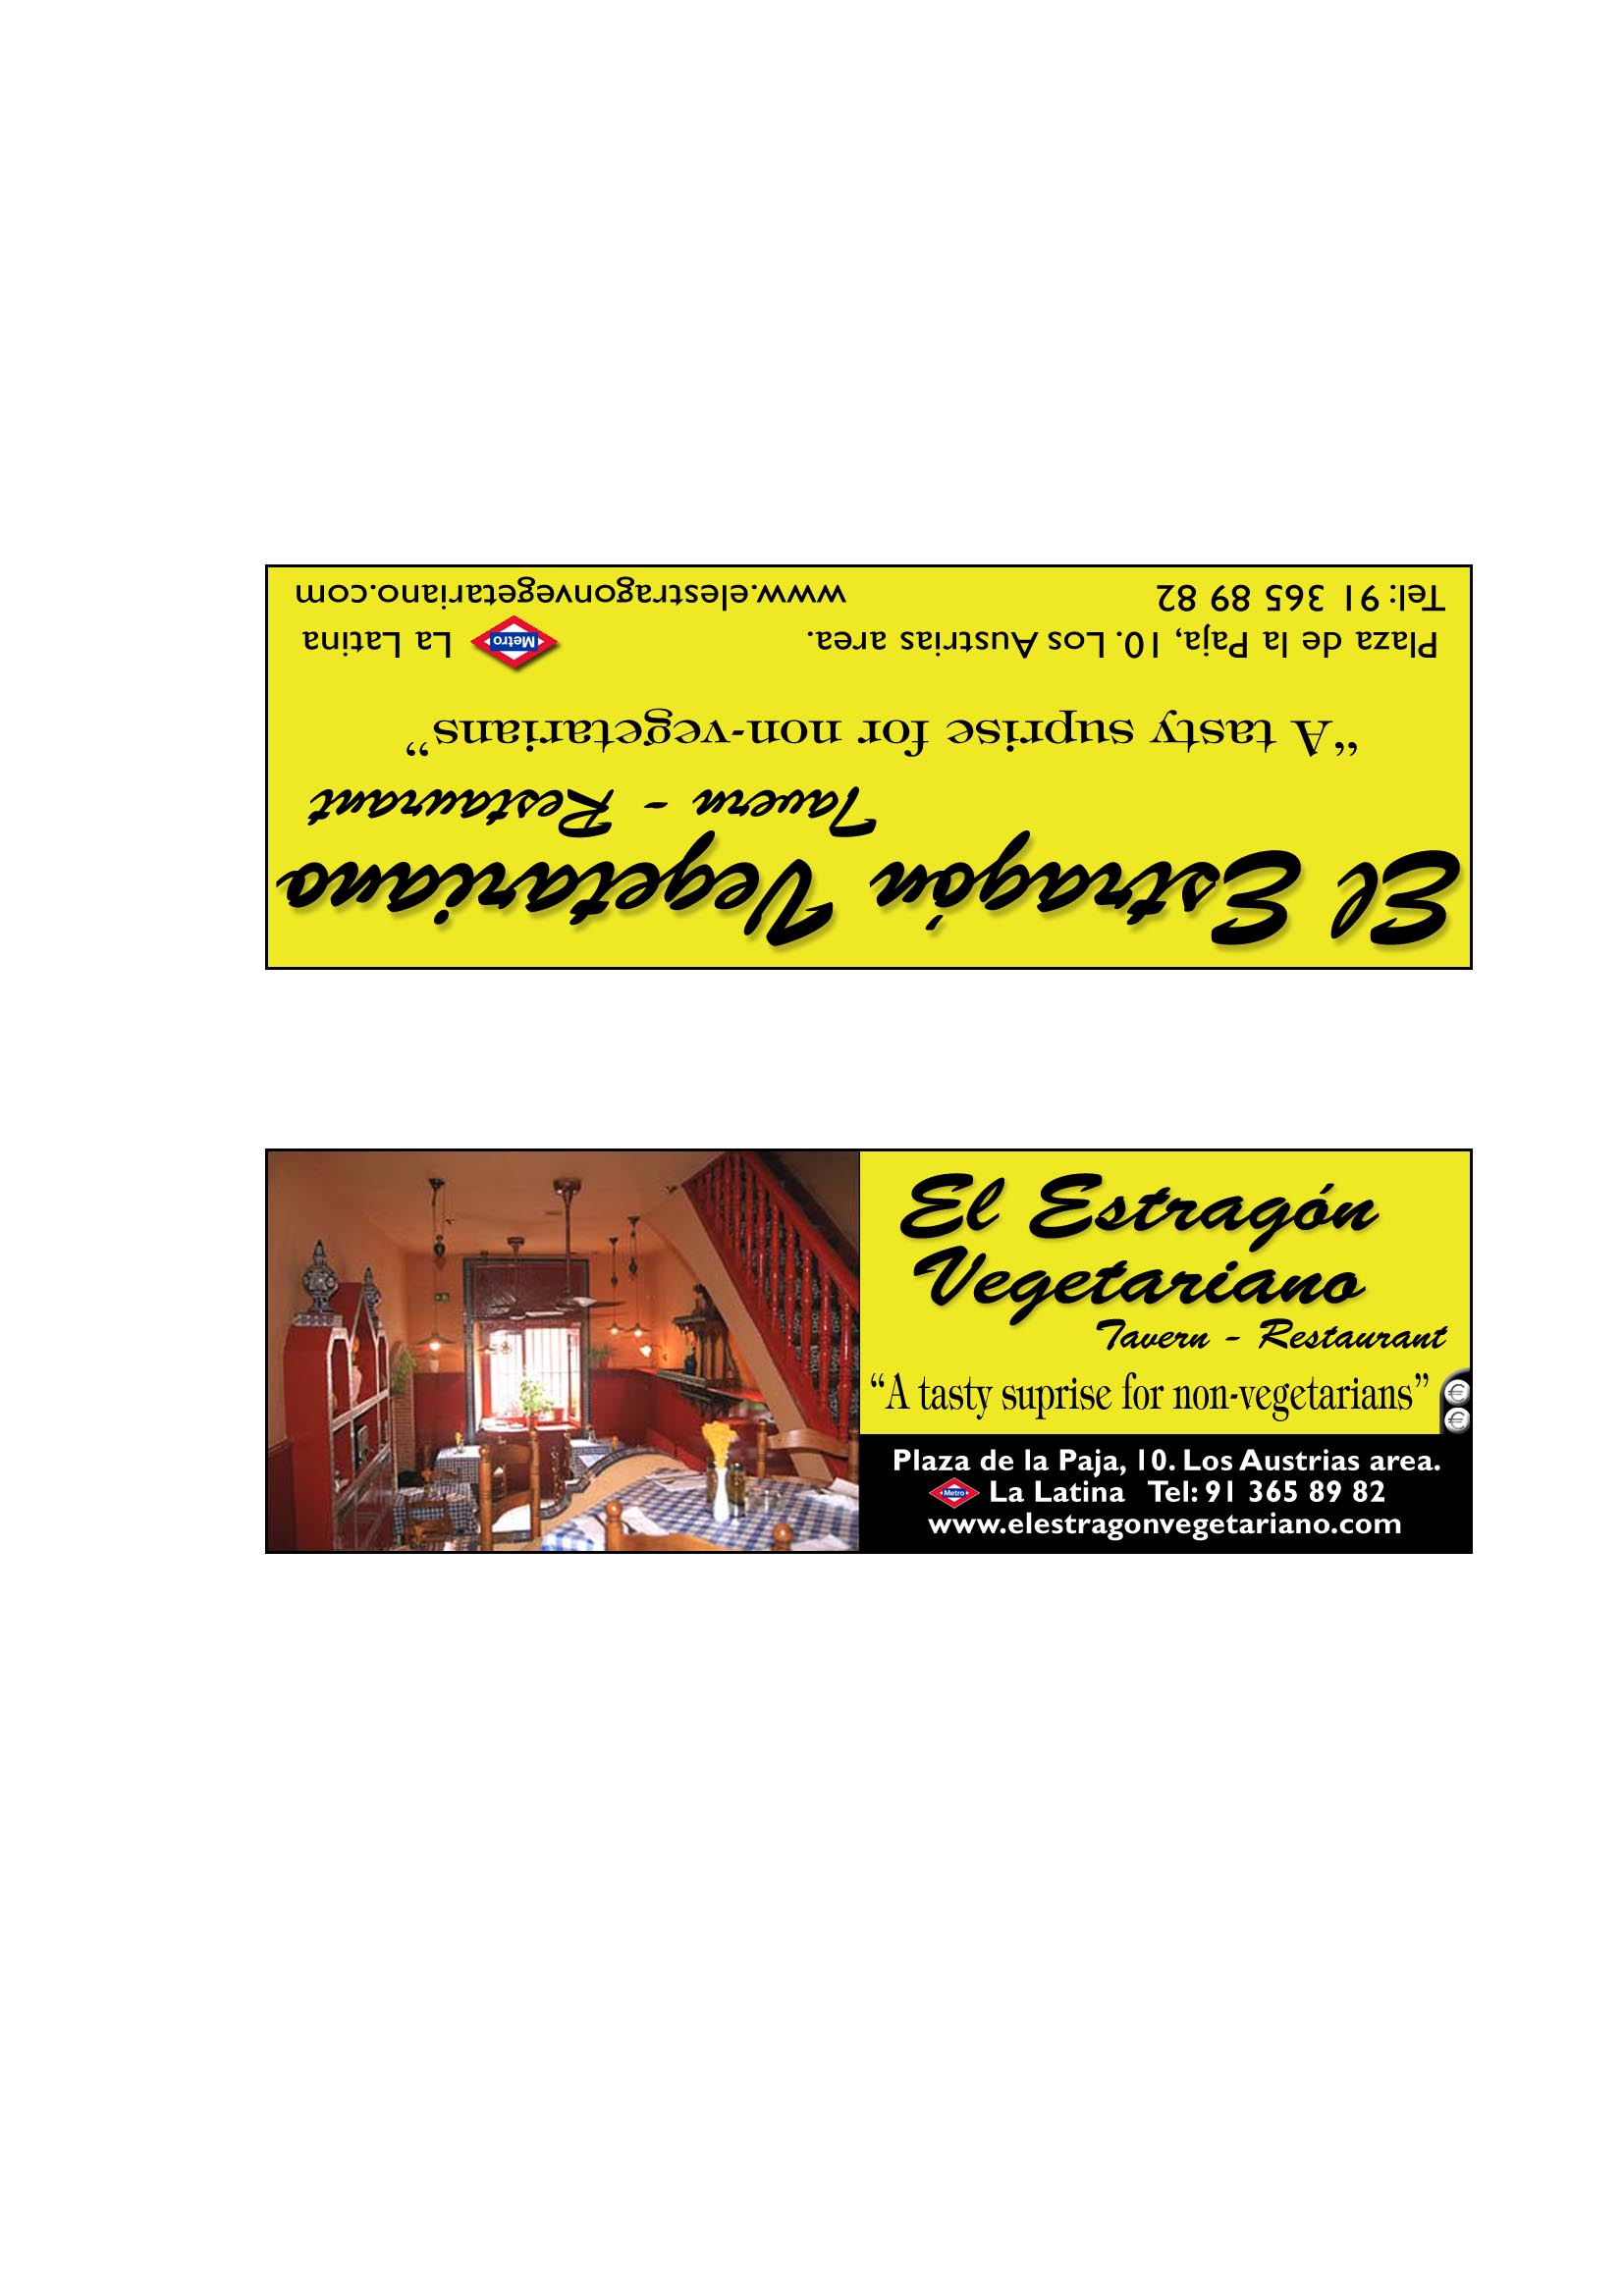 El Estragón Vegetariano
Tavern - Restaurant
“A tasty suprise for non-vegetarians”
Plaza de la Paja, 10. Los Austrias area. Metro La Latina
Tel: 91 365 89 82 www.elestragonvegetariano.com
El Estragón
Vegetariano
Tavern - Restaurant
“A tasty suprise for non-vegetarians”
€
€
Plaza de la Paja, 10. Los Austrias area.
Metro La Latina Tel: 91 365 89 82
www.elestragonvegetariano.com